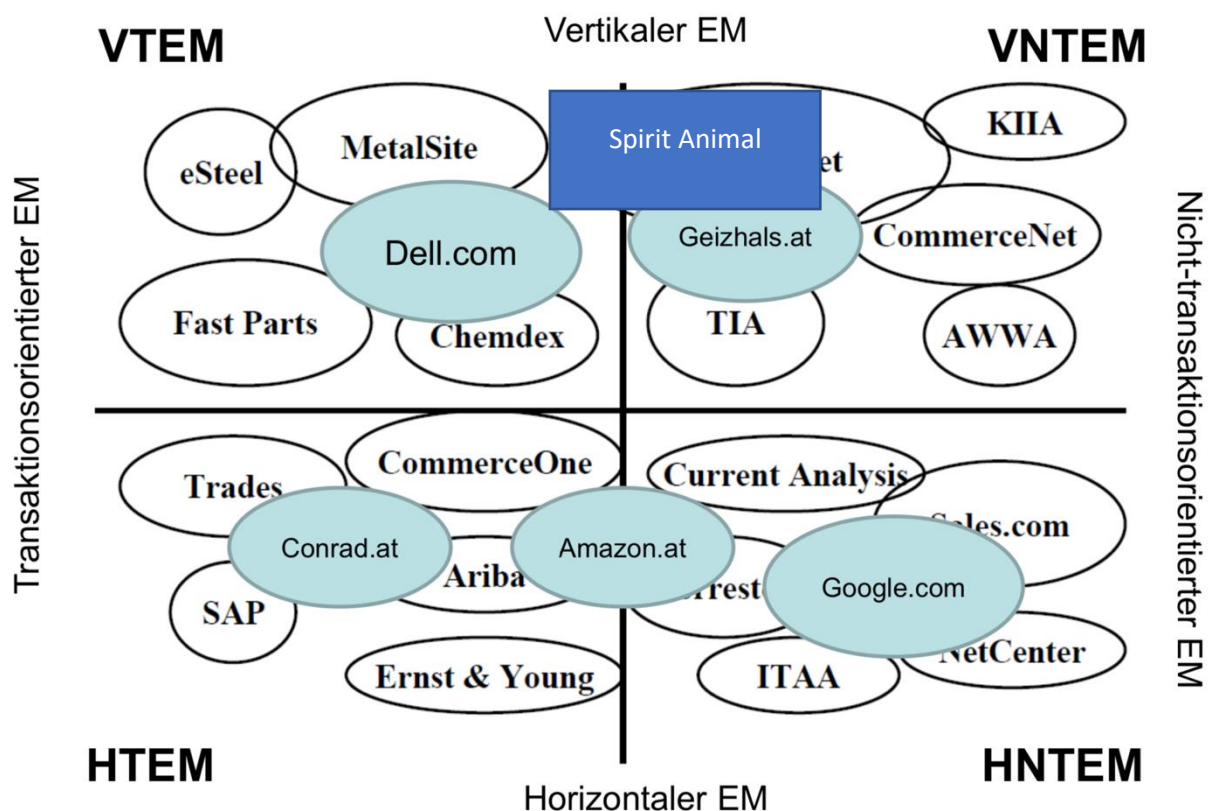 VTEM
Vertikaler EM
VNTEM
KIIA
MetalSite
Spirit Animal
eSteel
Geizhals.at
CommerceNet
Dell.com
Fast Parts
Chemdex
TIA
AWWA
Transaktionsorientierter EM
Nicht-transaktionsorientierter EM
CommerceOne
Trades
Current Analysis
Sales.com
Conrad.at
Amazon.at
Ariba
Google.com
SAP
NetCenter
Ernst & Young
ITAA
HTEM
HNTEM
Horizontaler EM